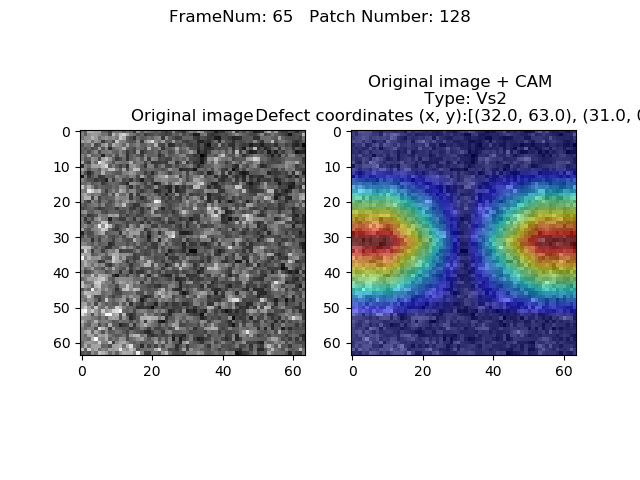 FrameNum: 65   Patch Number: 128
Original image + CAM
Type: Vs2
Original image
Defect coordinates (x, y):[(32.0, 63.0), (31.0, 0
0
10
20
30
40
50
60
0 20 40 60
0
10
20
30
40
50
60
0 20 40 60